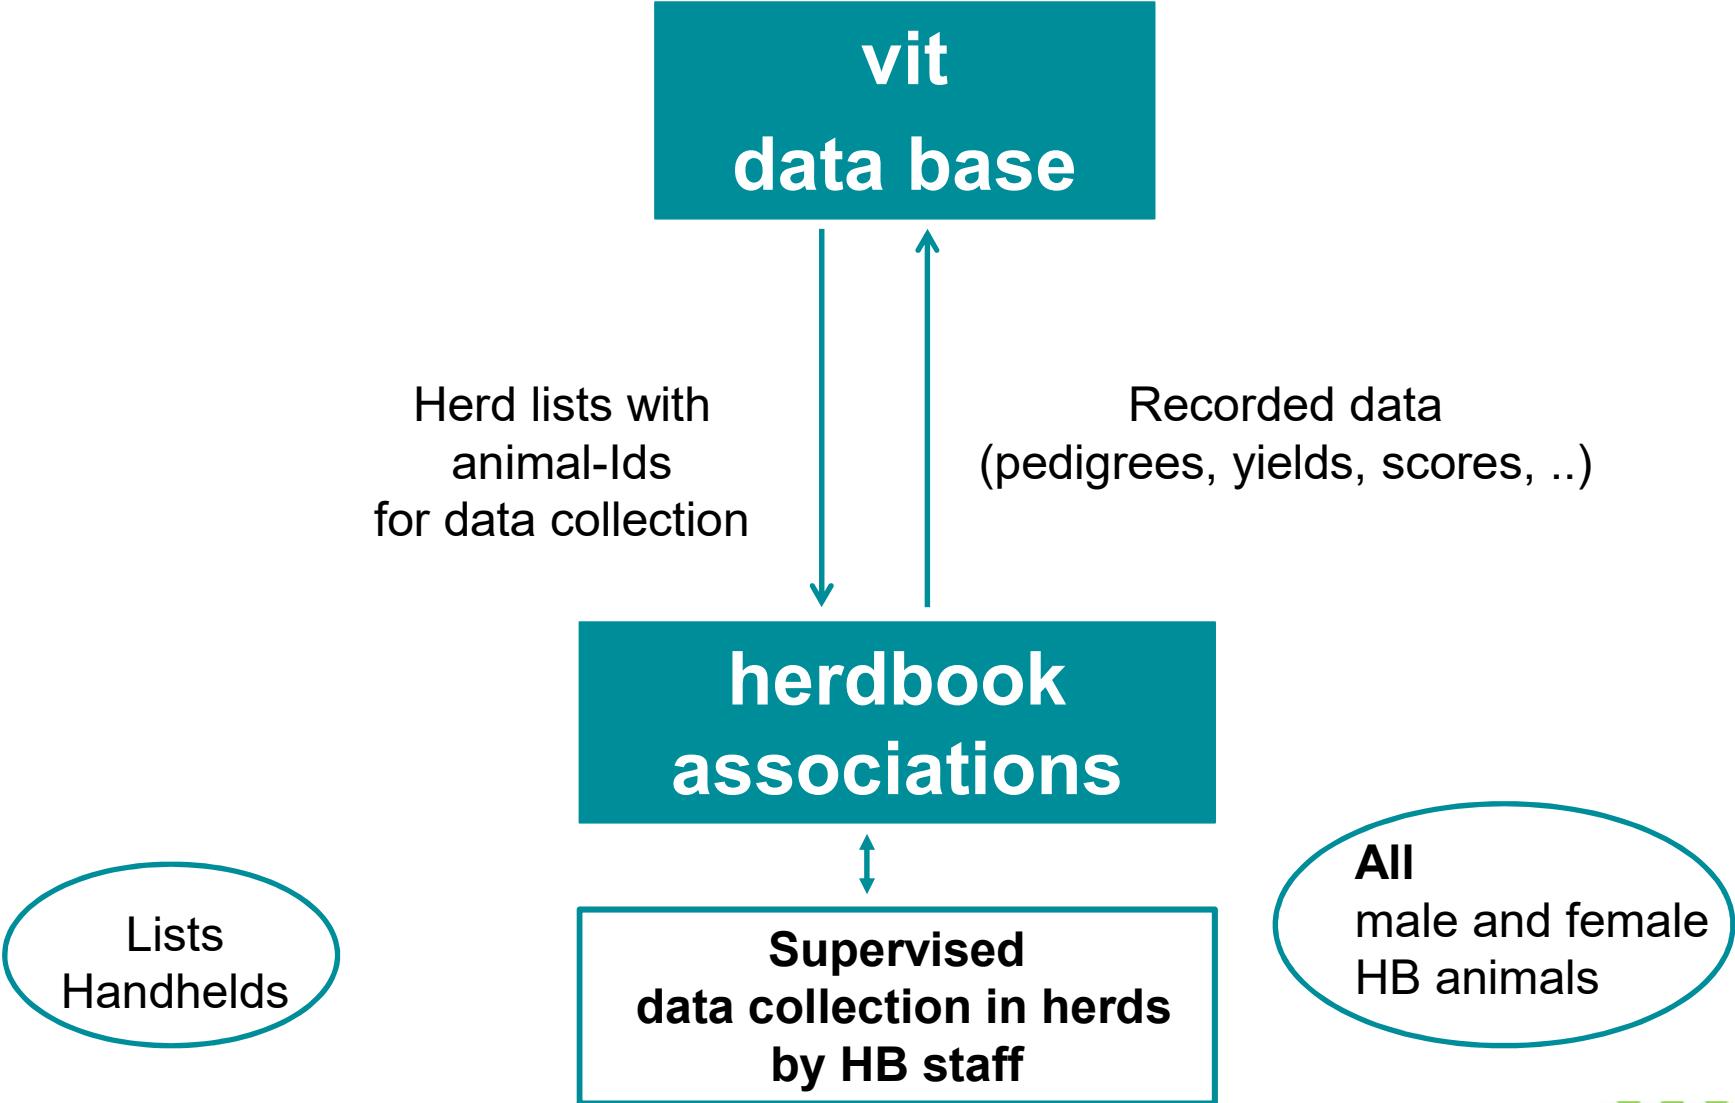 vit
data base
Herd lists with
animal-Ids
for data collection
Recorded data
(pedigrees, yields, scores, ..)
herdbook
associations
Lists
Handhelds
Supervised
data collection in herds
by HB staff
All
male and female
HB animals